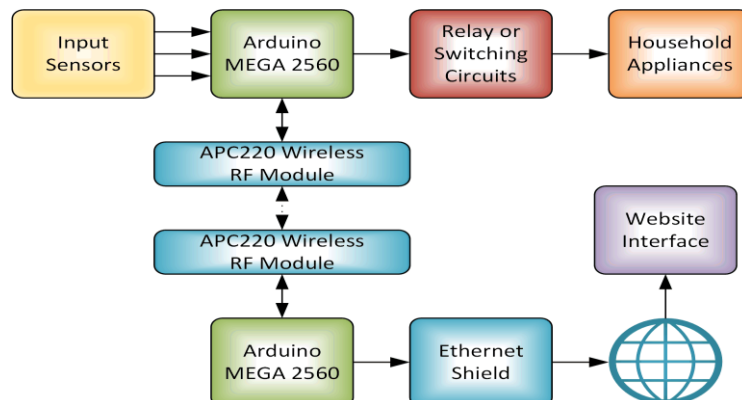 Input
Sensors
Arduino
MEGA 2560
Relay or
Switching
Circuits
Household
Appliances
APC220 Wireless
RF Module
APC220 Wireless
RF Module
Website
Interface
Arduino
MEGA 2560
Ethernet
Shield